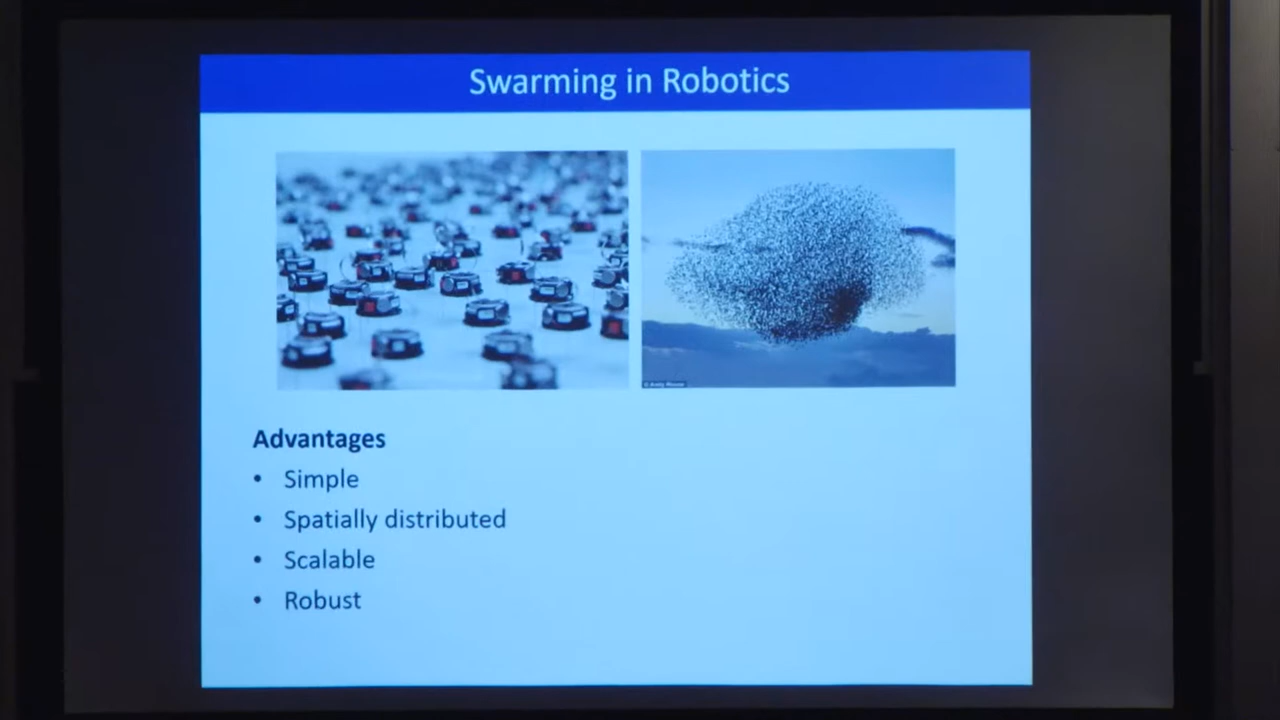 Swarming in Robotics
Advantages
• Simple
• Spatially distributed
• Scalable
• Robust